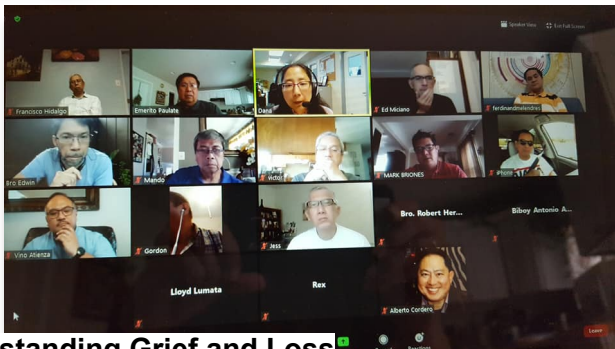 Speaker View Exit Full Screen
Francisco Hidalgo
Emerito Paulate
Dana
Ed Miciano
ferdinandmelendres
Bro Edwin
Mando
victor
MARK BRIONES
iPhone
Vino Atienza
Gordon
Jess
Bro. Robert Her...
Biboy Antonio A...
Lloyd Lumata
Rex
Alberto Cordero
standing Grief and Loss
Reactions
Leave